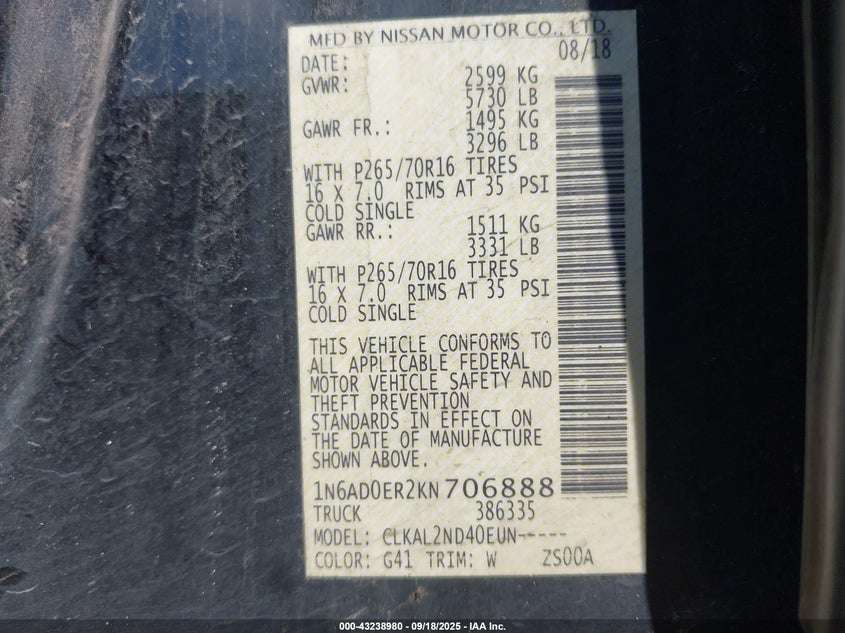 MFD BY NISSAN MOTOR CO., LTD.
DATE: 08/18
GVWR: 2599 KG
5730 LB
GAWR FR.: 1495 KG
3296 LB
WITH P265/70R16 TIRES
16 X 7.0 RIMS AT 35 PSI
COLD SINGLE
GAWR RR.: 1511 KG
3331 LB
WITH P265/70R16 TIRES
16 X 7.0 RIMS AT 35 PSI
COLD SINGLE
THIS VEHICLE CONFORMS TO
ALL APPLICABLE FEDERAL
MOTOR VEHICLE SAFETY AND
THEFT PREVENTION
STANDARDS IN EFFECT ON
THE DATE OF MANUFACTURE
SHOWN ABOVE.
1N6AD0ER2KN706888
TRUCK 386335
MODEL: CLKAL2ND40EUN-----
COLOR: G41 TRIM: W ZS00A
000-43238980 - 09/18/2025 - IAA Inc.